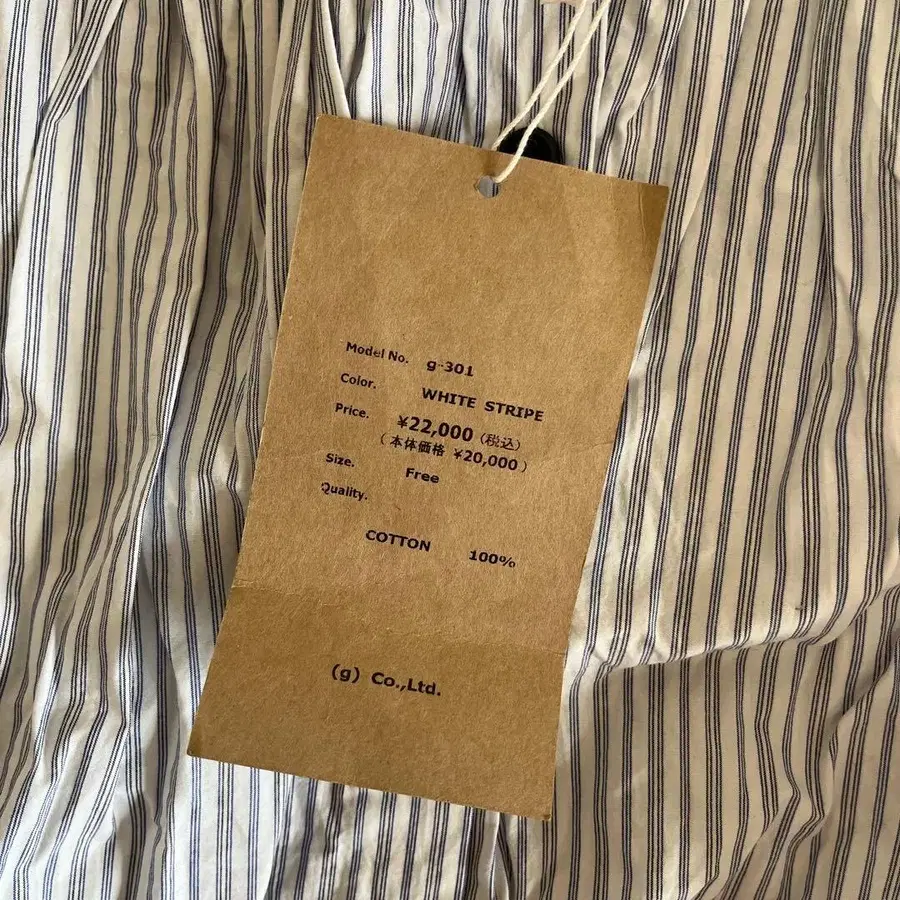 Model No. g-301
Color. WHITE STRIPE
Price. ¥22,000 (税込)
(本体価格 ¥20,000)
Size. Free
Quality.
COTTON 100%
(g) Co.,Ltd.